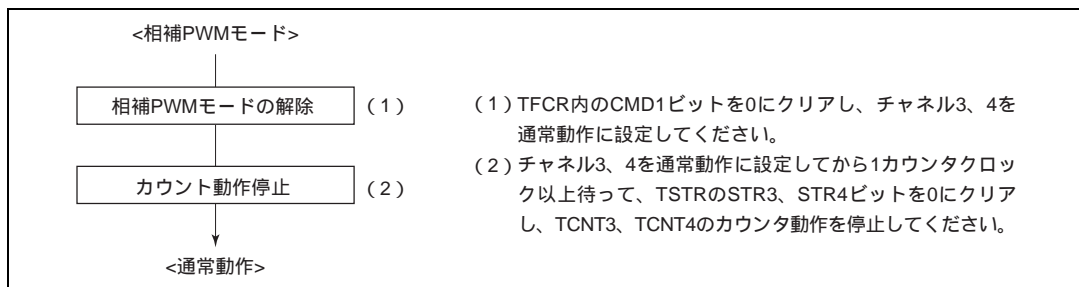 <相補PWMモード>
相補PWMモードの解除 （1）
カウント動作停止 （2）
<通常動作>
（1）TFCR内のCMD1ビットを0にクリアし、チャネル3、4を
通常動作に設定してください。
（2）チャネル3、4を通常動作に設定してから1カウンタクロッ
ク以上待って、TSTRのSTR3、STR4ビットを0にクリア
し、TCNT3、TCNT4のカウンタ動作を停止してください。